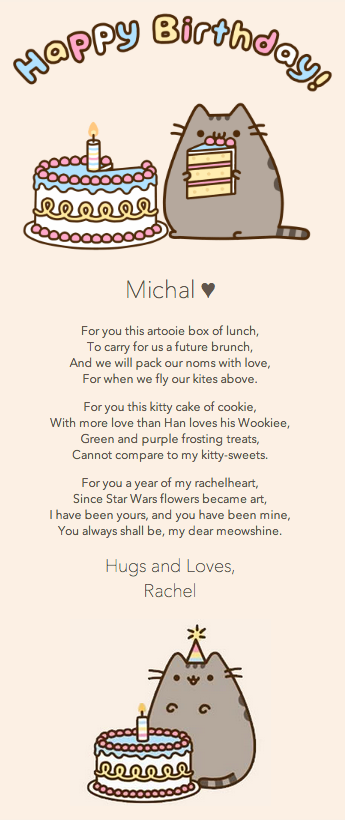 Happy Birthday!
Michal ♥
For you this artooie box of lunch,
To carry for us a future brunch,
And we will pack our noms with love,
For when we fly our kites above.
For you this kitty cake of cookie,
With more love than Han loves his Wookiee,
Green and purple frosting treats,
Cannot compare to my kitty-sweets.
For you a year of my rachelheart,
Since Star Wars flowers became art,
I have been yours, and you have been mine,
You always shall be, my dear meowshine.
Hugs and Loves,
Rachel